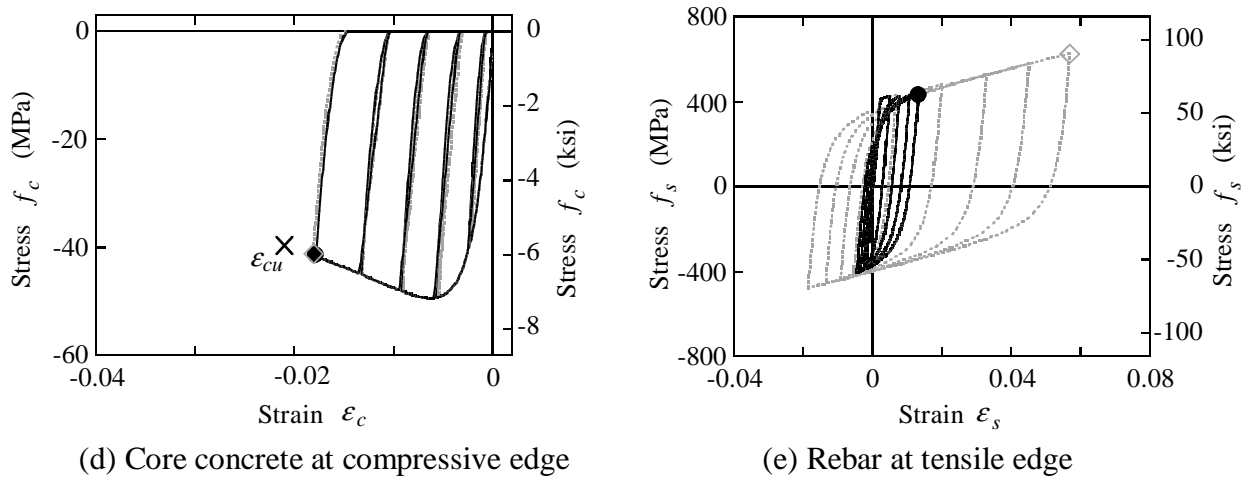 0
-20
-40
-60
-0.04
-0.02
0
Stress f_c (MPa)
0
-2
-4
-6
-8
Stress f_c (ksi)
ε_cu
Strain ε_c
(d) Core concrete at compressive edge
800
400
0
-400
-800
-0.04
0
0.04
0.08
Stress f_s (MPa)
100
50
0
-50
-100
Stress f_s (ksi)
Strain ε_s
(e) Rebar at tensile edge